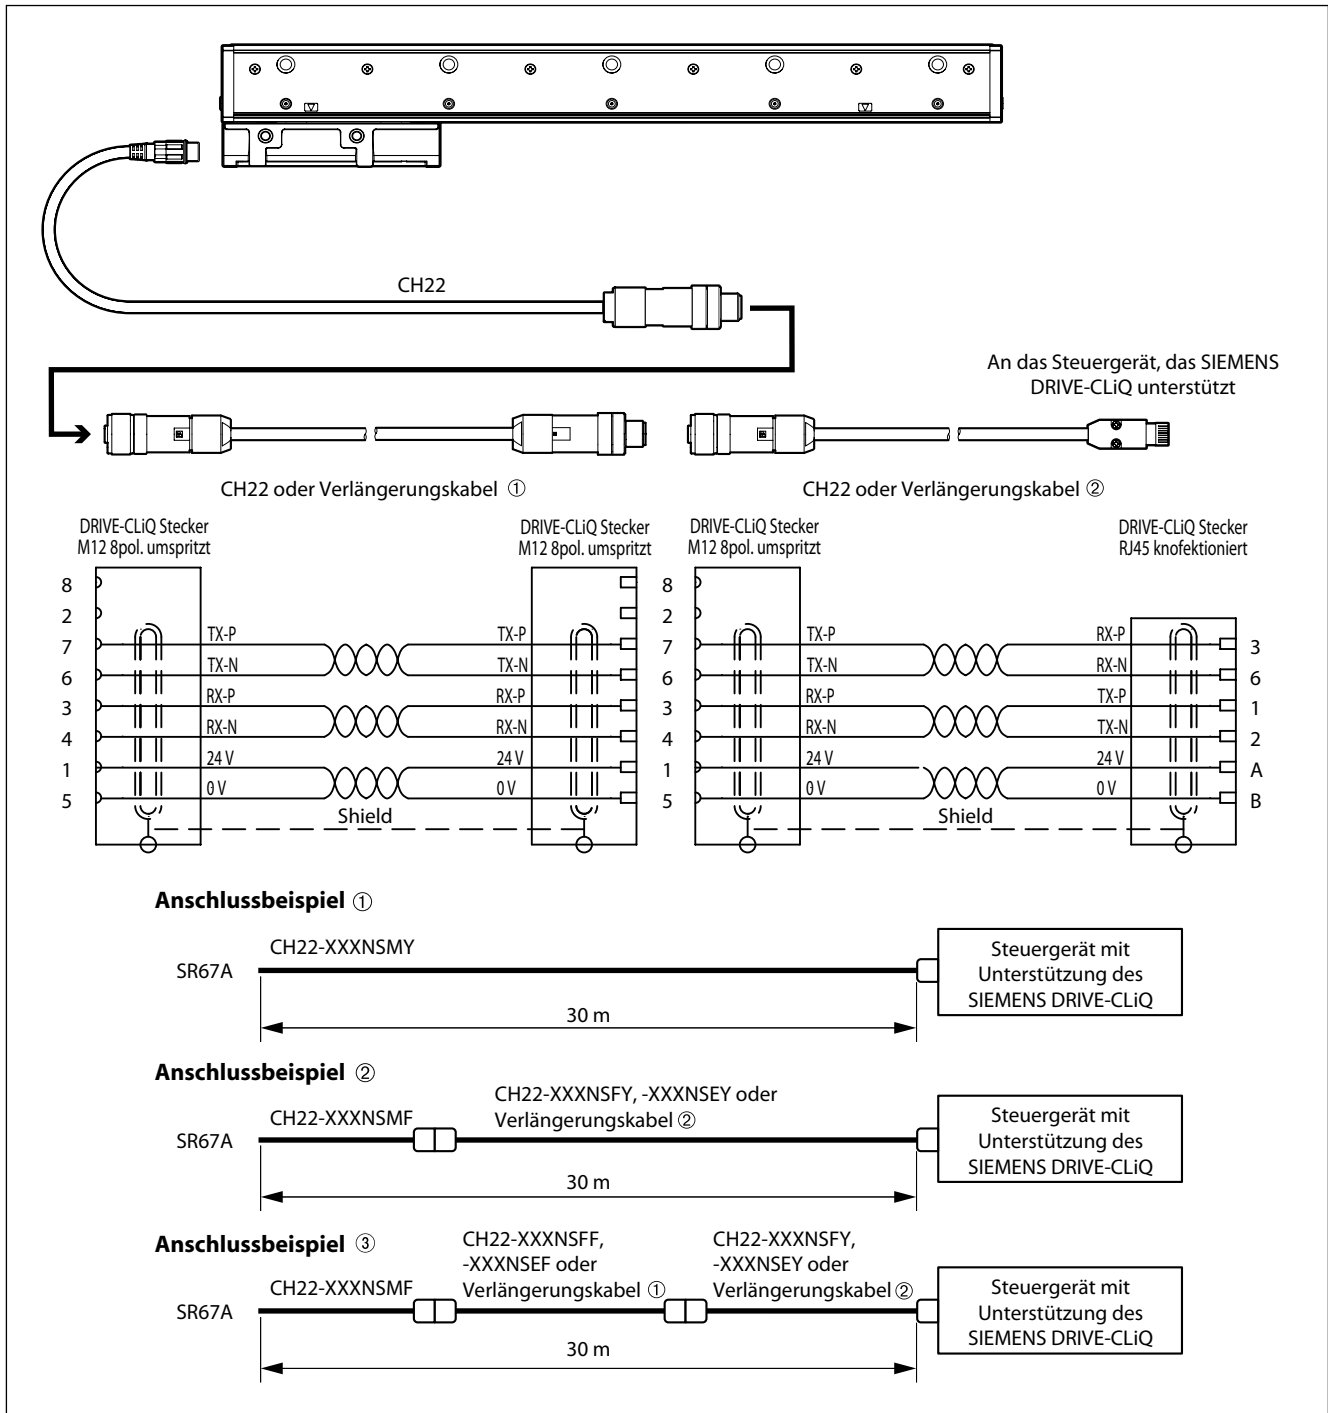 CH22
An das Steuergerät, das SIEMENS
DRIVE-CLiQ unterstützt
CH22 oder Verlängerungskabel ①
CH22 oder Verlängerungskabel ②
DRIVE-CLiQ Stecker
M12 8pol. umspritzt
DRIVE-CLiQ Stecker
M12 8pol. umspritzt
DRIVE-CLiQ Stecker
M12 8pol. umspritzt
DRIVE-CLiQ Stecker
RJ45 knofektioniert
8
2
7 TX-P TX-P
6 TX-N TX-N
3 RX-P RX-P
4 RX-N RX-N
1 24 V 24 V
5 0 V 0 V
Shield
8
2
7 TX-P RX-P 3
6 TX-N RX-N 6
3 RX-P TX-P 1
4 RX-N TX-N 2
1 24 V 24 V A
5 0 V 0 V B
Shield
Anschlussbeispiel ①
CH22-XXXNSMY
SR67A
30 m
Steuergerät mit
Unterstützung des
SIEMENS DRIVE-CLiQ
Anschlussbeispiel ②
CH22-XXXNSMF
CH22-XXXNSFY, -XXXNSEY oder
Verlängerungskabel ②
SR67A
30 m
Steuergerät mit
Unterstützung des
SIEMENS DRIVE-CLiQ
Anschlussbeispiel ③
CH22-XXXNSMF
CH22-XXXNSFF,
-XXXNSEF oder
Verlängerungskabel ①
CH22-XXXNSFY,
-XXXNSEY oder
Verlängerungskabel ②
SR67A
30 m
Steuergerät mit
Unterstützung des
SIEMENS DRIVE-CLiQ